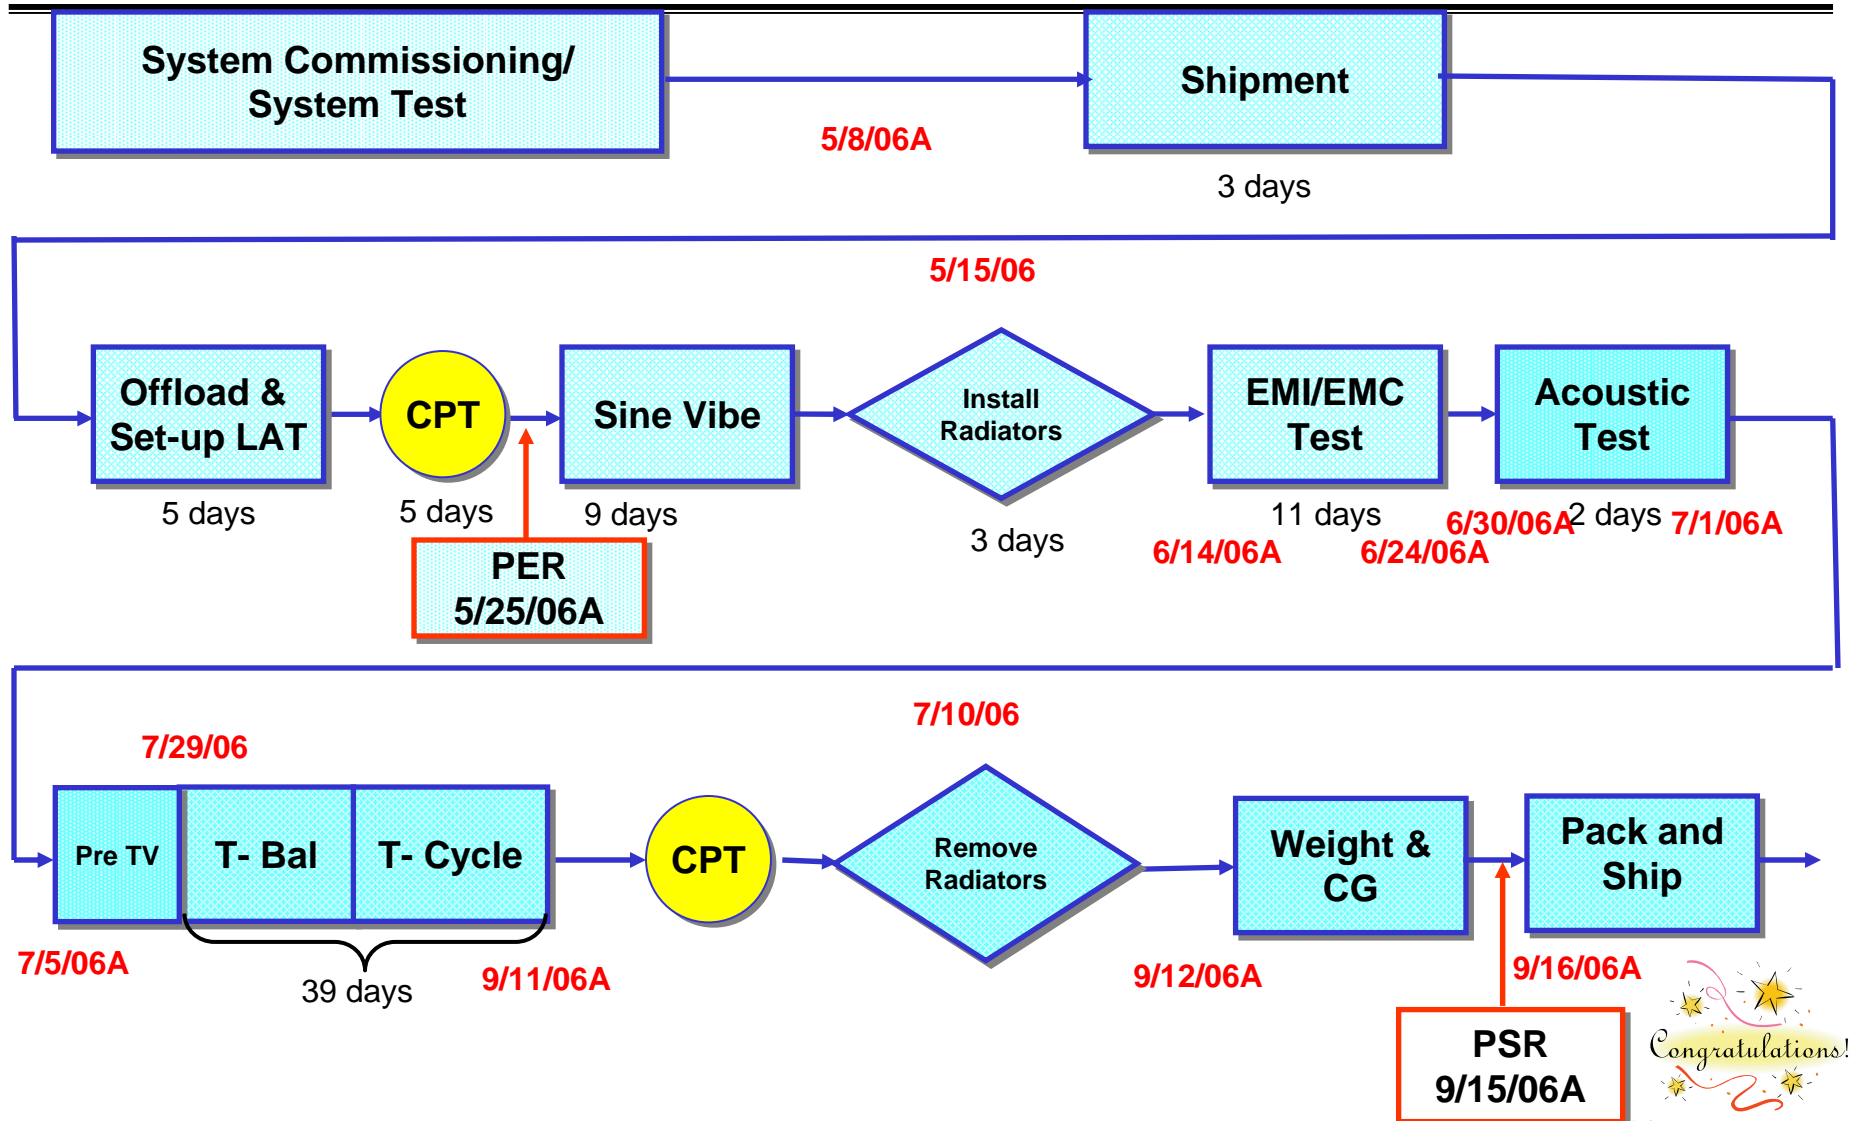 System Commissioning/
System Test
Shipment
5/8/06A
3 days
5/15/06
Offload &
Set-up LAT
CPT
Sine Vibe
Install
Radiators
EMI/EMC
Test
Acoustic
Test
5 days
5 days
9 days
3 days
11 days
2 days
6/14/06A
6/24/06A
6/30/06A
7/1/06A
PER
5/25/06A
7/10/06
7/29/06
Pre TV
T- Bal
T- Cycle
CPT
Remove
Radiators
Weight &
CG
Pack and
Ship
7/5/06A
39 days
9/11/06A
9/12/06A
9/16/06A
PSR
9/15/06A
Congratulations!